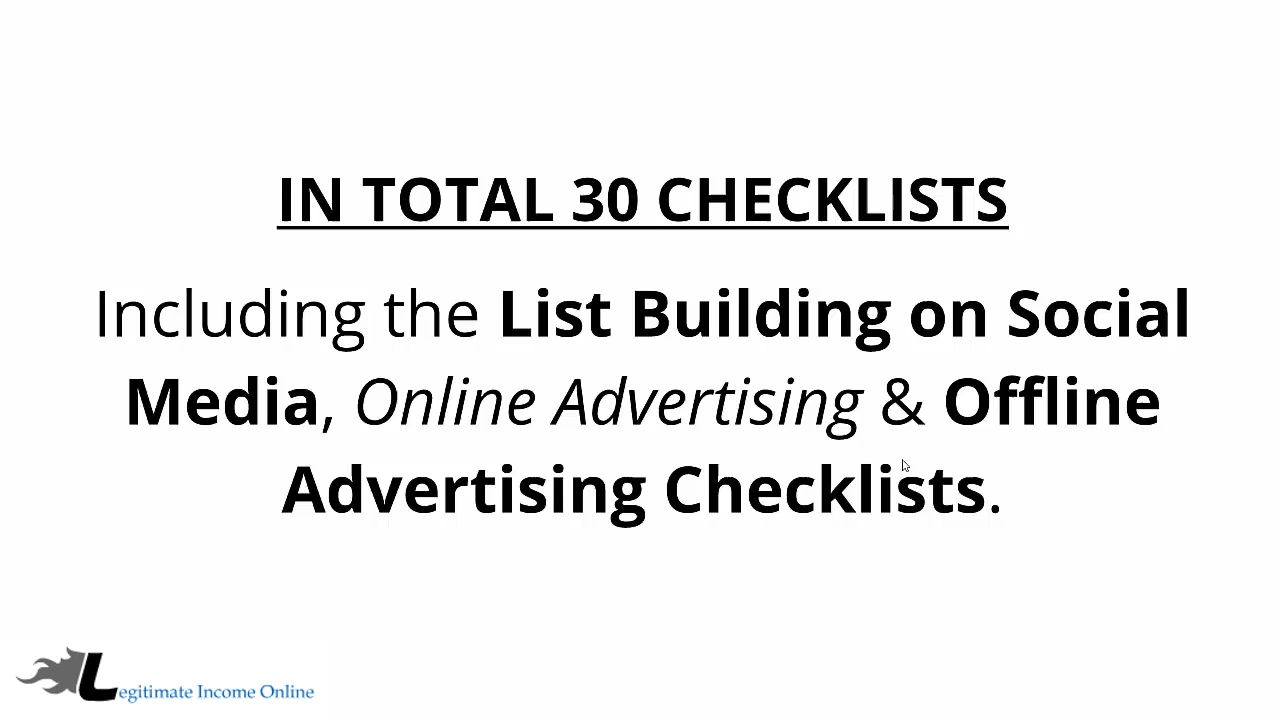 IN TOTAL 30 CHECKLISTS
Including the List Building on Social
Media, Online Advertising & Offline
Advertising Checklists.
Legitimate Income Online